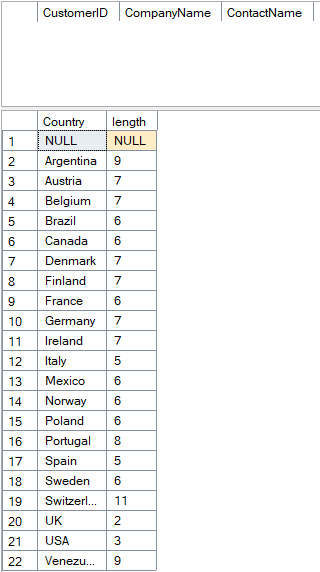 CustomerID CompanyName ContactName
Country length
1 NULL NULL
2 Argentina 9
3 Austria 7
4 Belgium 7
5 Brazil 6
6 Canada 6
7 Denmark 7
8 Finland 7
9 France 6
10 Germany 7
11 Ireland 7
12 Italy 5
13 Mexico 6
14 Norway 6
15 Poland 6
16 Portugal 8
17 Spain 5
18 Sweden 6
19 Switzerl... 11
20 UK 2
21 USA 3
22 Venezu... 9